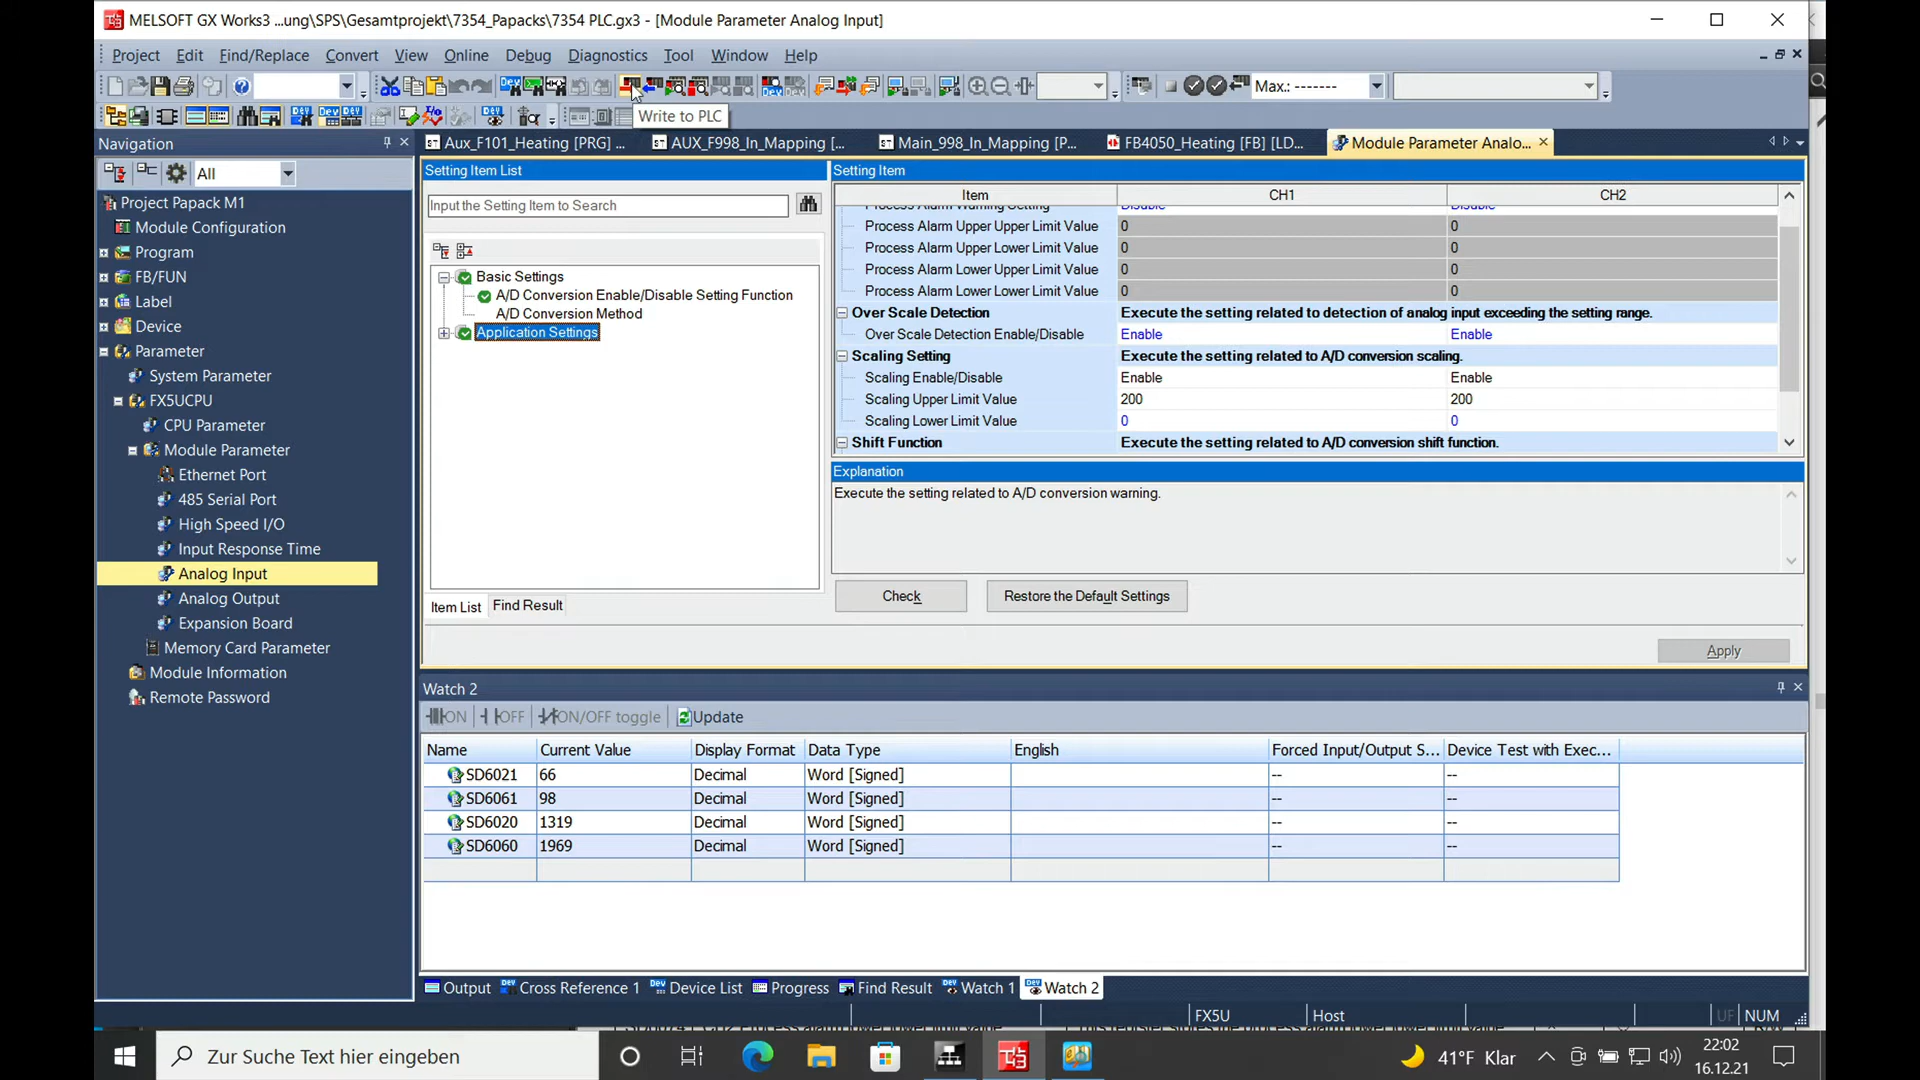 MELSOFT GX Works3 ...ung\SPS\Gesamtprojekt\7354_Papacks\7354 PLC.gx3 - [Module Parameter Analog Input]
Project Edit Find/Replace Convert View Online Debug Diagnostics Tool Window Help
Max.: -------
Write to PLC
Navigation
All
Project Papack M1
Module Configuration
Program
FB/FUN
Label
Device
Parameter
System Parameter
FX5UCPU
CPU Parameter
Module Parameter
Ethernet Port
485 Serial Port
High Speed I/O
Input Response Time
Analog Input
Analog Output
Expansion Board
Memory Card Parameter
Module Information
Remote Password
Aux_F101_Heating [PRG] ... AUX_F998_In_Mapping [... Main_998_In_Mapping [P... FB4050_Heating [FB] [LD... Module Parameter Analo...
Setting Item List
Input the Setting Item to Search
Basic Settings
A/D Conversion Enable/Disable Setting Function
A/D Conversion Method
Application Settings
Item List Find Result
Setting Item
Item CH1 CH2
Process Alarm Warning Setting Disable Disable
Process Alarm Upper Upper Limit Value 0 0
Process Alarm Upper Lower Limit Value 0 0
Process Alarm Lower Upper Limit Value 0 0
Process Alarm Lower Lower Limit Value 0 0
Over Scale Detection Execute the setting related to detection of analog input exceeding the setting range.
Over Scale Detection Enable/Disable Enable Enable
Scaling Setting Execute the setting related to A/D conversion scaling.
Scaling Enable/Disable Enable Enable
Scaling Upper Limit Value 200 200
Scaling Lower Limit Value 0 0
Shift Function Execute the setting related to A/D conversion shift function.
Explanation
Execute the setting related to A/D conversion warning.
Check Restore the Default Settings
Apply
Watch 2
ON OFF ON/OFF toggle Update
Name Current Value Display Format Data Type English Forced Input/Output S... Device Test with Exec...
SD6021 66 Decimal Word [Signed] -- --
SD6061 98 Decimal Word [Signed] -- --
SD6020 1319 Decimal Word [Signed] -- --
SD6060 1969 Decimal Word [Signed] -- --
Output Cross Reference 1 Device List Progress Find Result Watch 1 Watch 2
FX5U Host UF NUM
Zur Suche Text hier eingeben
41°F Klar
22:02
16.12.21